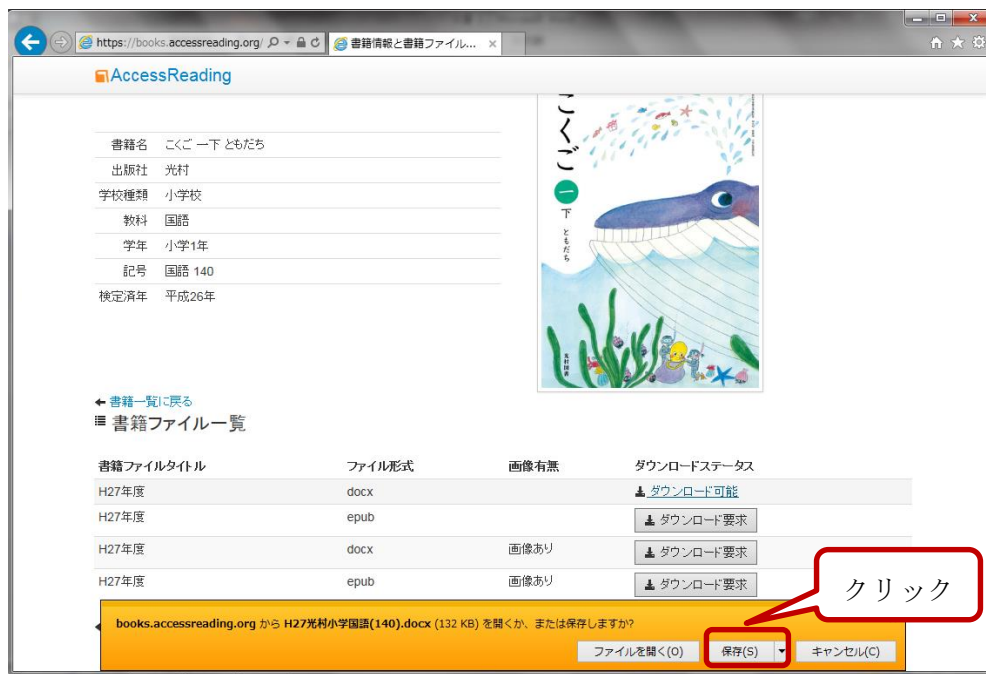 https://books.accessreading.org/
書籍情報と書籍ファイル...
AccessReading
書籍名 こくご 一下 ともだち
出版社 光村
学校種類 小学校
教科 国語
学年 小学1年
記号 国語 140
検定済年 平成26年
こくご
一
下
ともだち
光村図書
書籍一覧に戻る
書籍ファイル一覧
書籍ファイルタイトル ファイル形式 画像有無 ダウンロードステータス
H27年度 docx ダウンロード可能
H27年度 epub ダウンロード要求
H27年度 docx 画像あり ダウンロード要求
H27年度 epub 画像あり ダウンロード要求
クリック
books.accessreading.org から H27光村小学国語(140).docx (132 KB) を開くか、または保存しますか?
ファイルを開く(O) 保存(S) キャンセル(C)